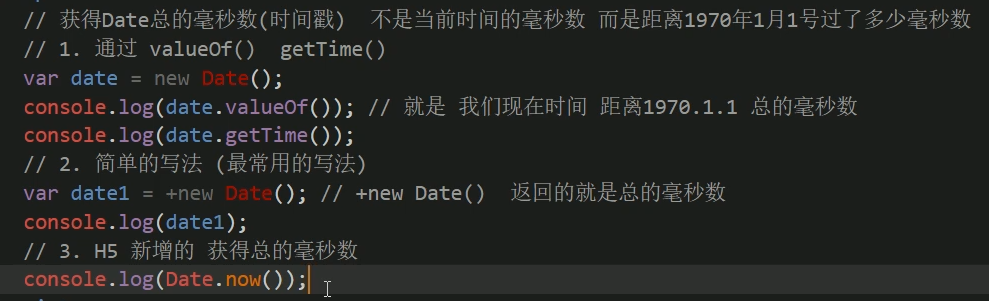 // 获得Date总的毫秒数(时间戳)  不是当前时间的毫秒数 而是距离1970年1月1号过了多少毫秒数
// 1. 通过 valueOf()  getTime()
var date = new Date();
console.log(date.valueOf()); // 就是 我们现在时间 距离1970.1.1 总的毫秒数
console.log(date.getTime());
// 2. 简单的写法 (最常用的写法)
var date1 = +new Date(); // +new Date()  返回的就是总的毫秒数
console.log(date1);
// 3. H5 新增的 获得总的毫秒数
console.log(Date.now());